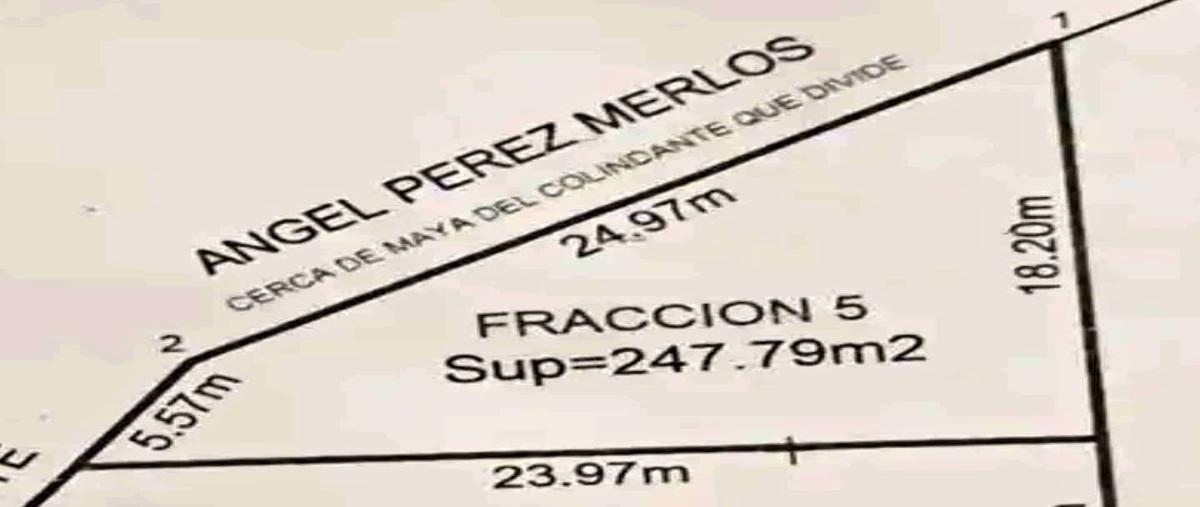 1
ANGEL PEREZ MERLOS
CERCA DE MAYA DEL COLINDANTE QUE DIVIDE
24.97m
18.20m
FRACCION 5
Sup=247.79m2
2
5.57m
23.97m